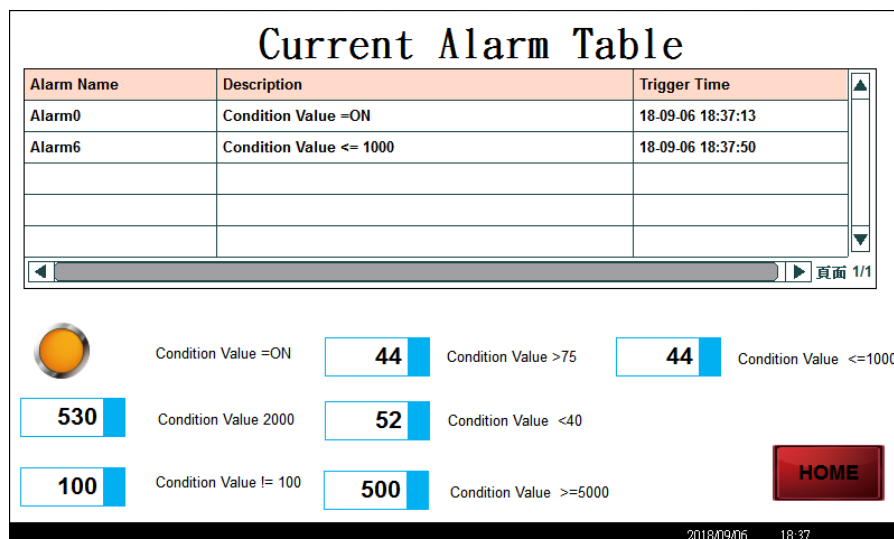 Current Alarm Table
Alarm Name Description Trigger Time
Alarm0 Condition Value =ON 18-09-06 18:37:13
Alarm6 Condition Value <= 1000 18-09-06 18:37:50
頁面 1/1
Condition Value =ON 44 Condition Value >75 44 Condition Value <=1000
530 Condition Value 2000 52 Condition Value <40
100 Condition Value != 100 500 Condition Value >=5000
HOME
2018/09/06 18:37